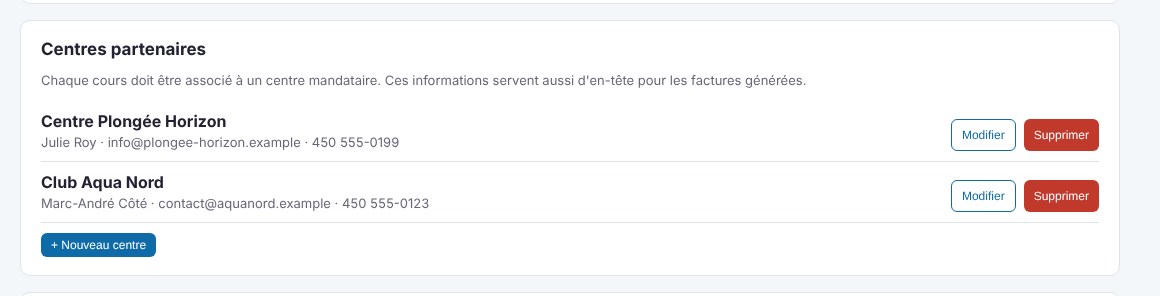 Centres partenaires
Chaque cours doit être associé à un centre mandataire. Ces informations servent aussi d'en-tête pour les factures générées.
Centre Plongée Horizon
Julie Roy · info@plongee-horizon.example · 450 555-0199
Modifier
Supprimer
Club Aqua Nord
Marc-André Côté · contact@aquanord.example · 450 555-0123
Modifier
Supprimer
+ Nouveau centre